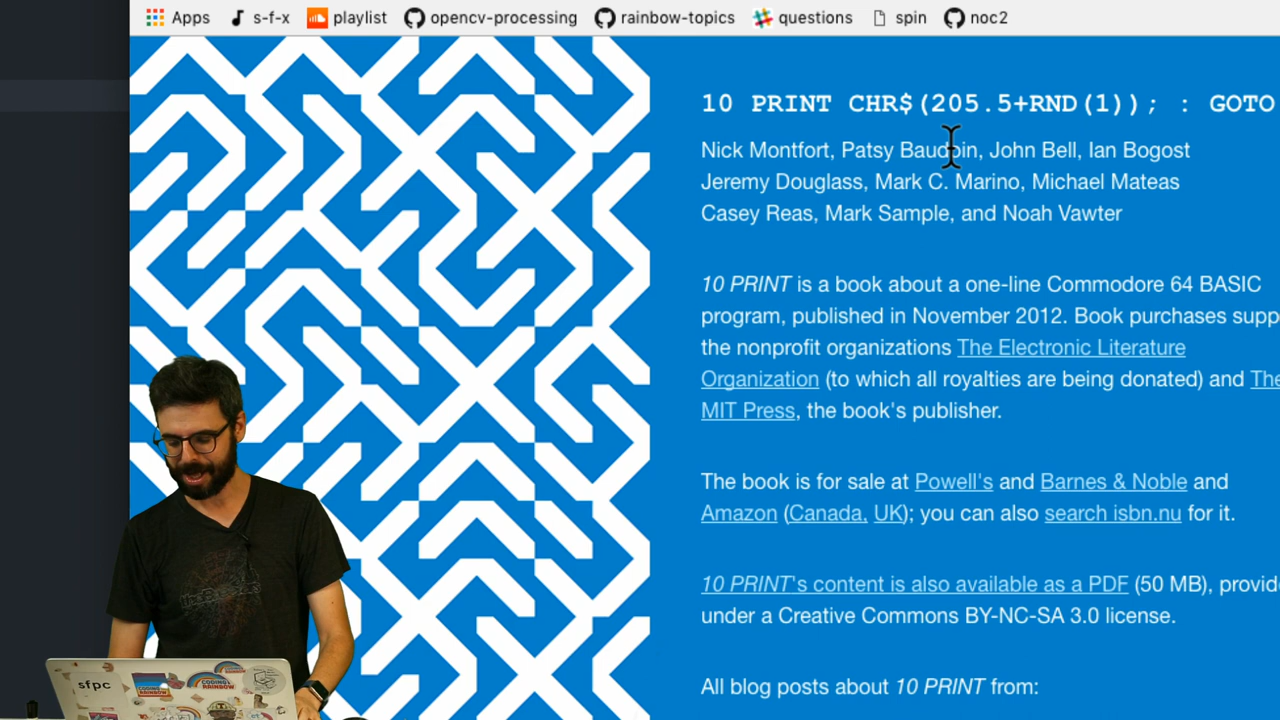 Apps s-f-x playlist opencv-processing rainbow-topics questions spin noc2
10 PRINT CHR$(205.5+RND(1)); : GOTO
Nick Montfort, Patsy Baudoin, John Bell, Ian Bogost
Jeremy Douglass, Mark C. Marino, Michael Mateas
Casey Reas, Mark Sample, and Noah Vawter
10 PRINT is a book about a one-line Commodore 64 BASIC
program, published in November 2012. Book purchases supp
the nonprofit organizations The Electronic Literature
Organization (to which all royalties are being donated) and The
MIT Press, the book's publisher.
The book is for sale at Powell's and Barnes & Noble and
Amazon (Canada, UK); you can also search isbn.nu for it.
10 PRINT's content is also available as a PDF (50 MB), provide
under a Creative Commons BY-NC-SA 3.0 license.
All blog posts about 10 PRINT from:
sfpc
CODING
RAINBOW
CODING
RAINBOW